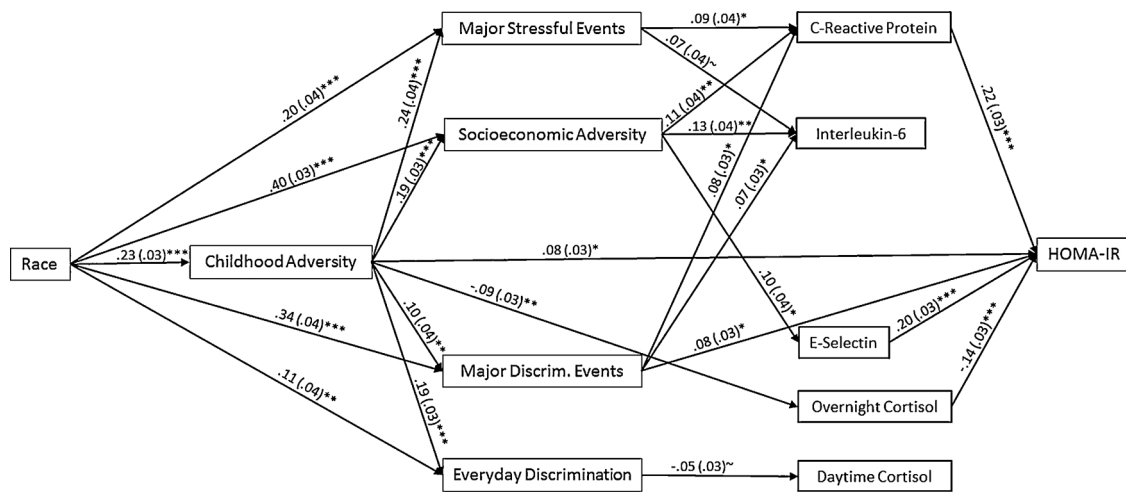 Major Stressful Events
.09 (.04)*
C-Reactive Protein
.07 (.04)~
.20 (.04)***
.24 (.04)***
.11 (.04)**
.22 (.03)***
Socioeconomic Adversity
.13 (.04)**
Interleukin-6
.40 (.03)***
.19 (.03)***
.08 (.03)*
.07 (.03)*
Race
.23 (.03)***
Childhood Adversity
.08 (.03)*
HOMA-IR
-.09 (.03)**
.10 (.04)*
.34 (.04)***
.10 (.04)**
.08 (.03)*
E-Selectin
.20 (.03)***
-.14 (.03)***
Major Discrim. Events
.11 (.04)**
.19 (.03)***
Overnight Cortisol
Everyday Discrimination
-.05 (.03)~
Daytime Cortisol